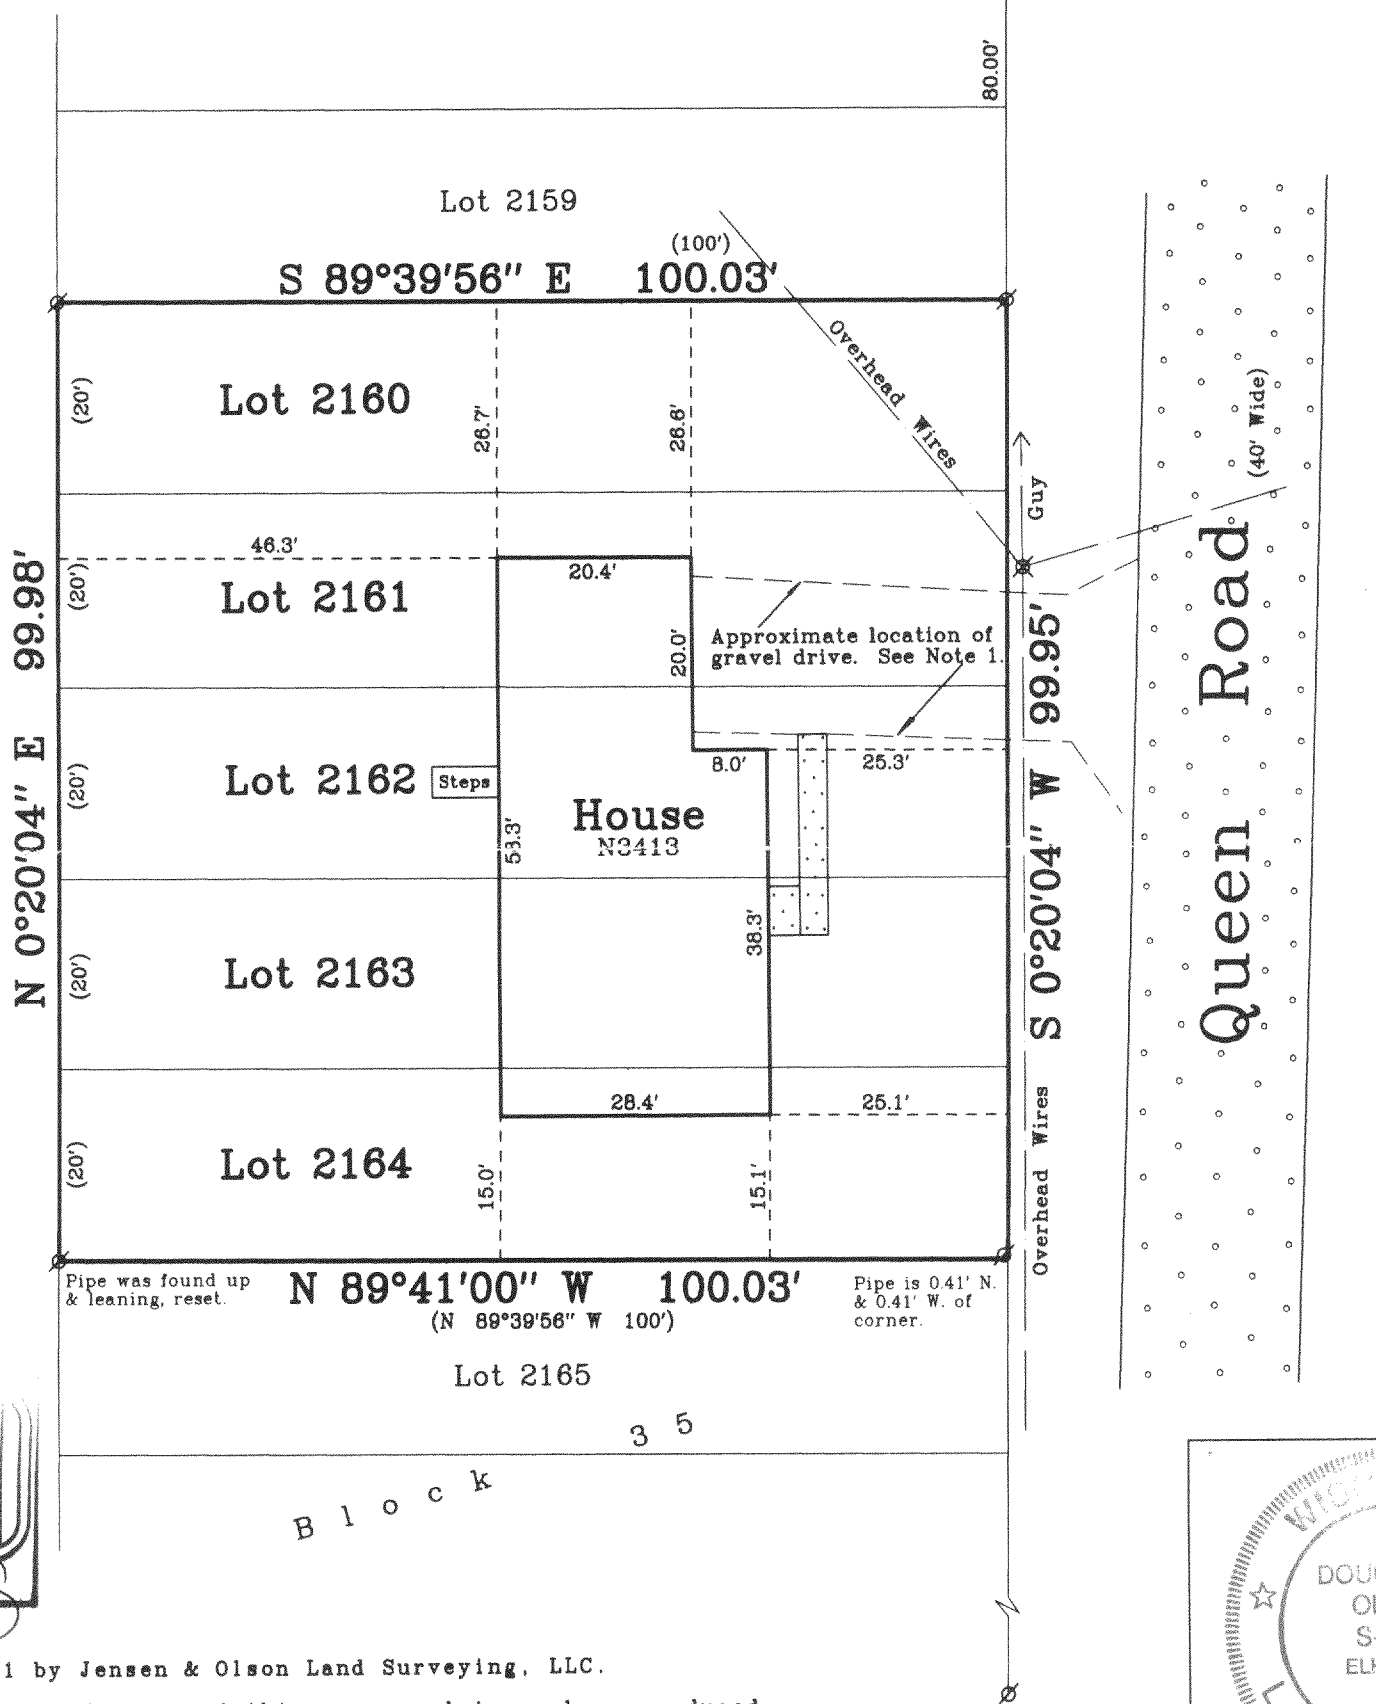 80.00'
Lot 2159
(100')
S 89°39'56" E 100.03'
Overhead Wires
Lot 2160
(20')
26.7'
26.6'
(40' Wide)
Guy
46.3'
20.4'
Lot 2161
(20')
20.0'
Approximate location of
gravel drive. See Note 1.
N 0°20'04" E 99.98'
S 0°20'04" W 99.95'
Queen Road
8.0'
25.3'
Lot 2162
(20')
Steps
House
N3413
58.3'
38.3'
Lot 2163
(20')
28.4'
25.1'
Lot 2164
(20')
15.0'
15.1'
Overhead Wires
Pipe was found up
& leaning, reset.
N 89°41'00" W 100.03'
(N 89°39'56" W 100')
Pipe is 0.41' N.
& 0.41' W. of
corner.
Lot 2165
Block 35
1 by Jensen & Olson Land Surveying, LLC.